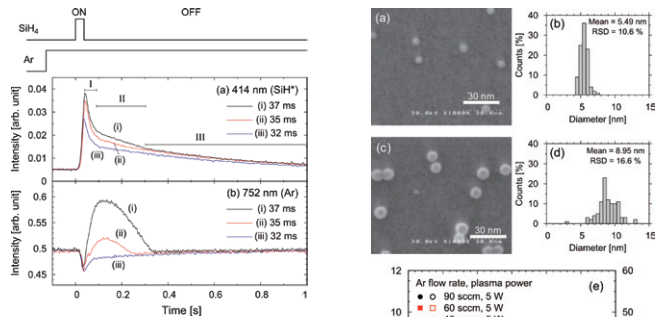 ON
OFF
SiH4
Ar
I
(a) 414 nm (SiH*)
0.04
II
(i) 37 ms
0.03
(i)
(ii) 35 ms
(iii) 32 ms
III
0.02
(iii)
(ii)
0.01
Intensity [arb. unit]
(b) 752 nm (Ar)
0.6
(i)
(i) 37 ms
(ii) 35 ms
0.55
(ii)
(iii) 32 ms
0.5
(iii)
0.45
Intensity [arb. unit]
0 0.2 0.4 0.6 0.8 1
Time [s]
(a)
30 nm
(b)
Mean = 5.49 nm
RSD = 10.6 %
40
30
20
10
0
Counts [%]
0 5 10 15
Diameter [nm]
(c)
30 nm
(d)
Mean = 8.95 nm
RSD = 16.6 %
40
30
20
10
0
Counts [%]
0 5 10 15
Diameter [nm]
12
60
Ar flow rate, plasma power
(e)
90 sccm, 5 W
60 sccm, 5 W
10
50